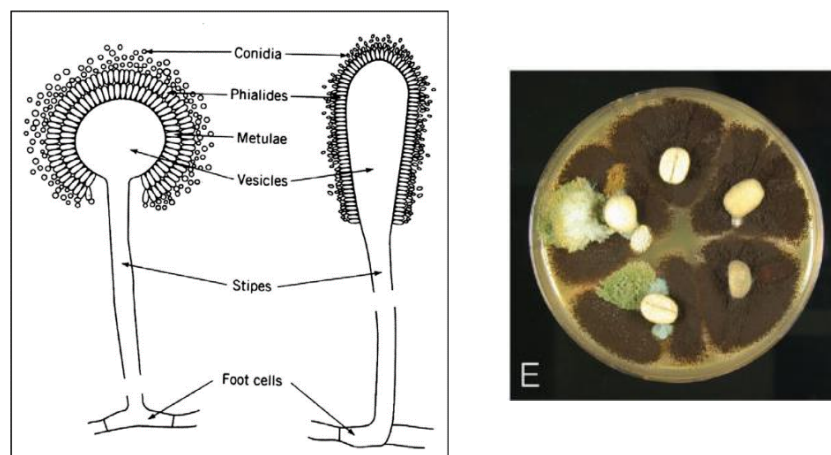 Conidia
Phialides
Metulae
Vesicles
Stipes
Foot cells
E